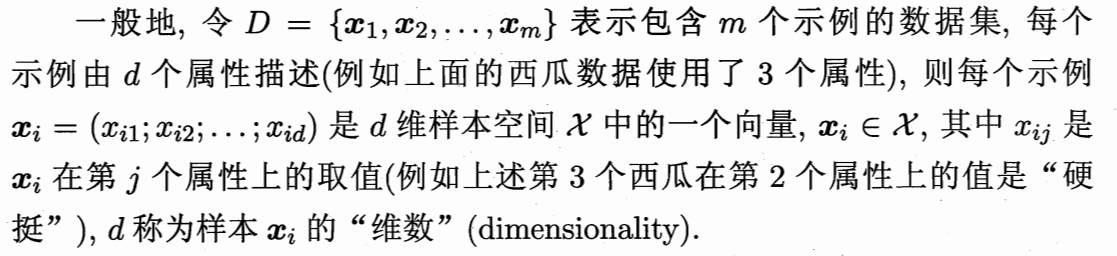 一般地, 令 D = {x₁, x₂, . . . , xₘ} 表示包含 m 个示例的数据集, 每个
示例由 d 个属性描述(例如上面的西瓜数据使用了 3 个属性), 则每个示例
xᵢ = (xᵢ₁; xᵢ₂; . . . ; x_{id}) 是 d 维样本空间 𝒳 中的一个向量, xᵢ ∈ 𝒳, 其中 x_{ij} 是
xᵢ 在第 j 个属性上的取值(例如上述第 3 个西瓜在第 2 个属性上的值是“硬
挺”), d 称为样本 xᵢ 的“维数”(dimensionality).